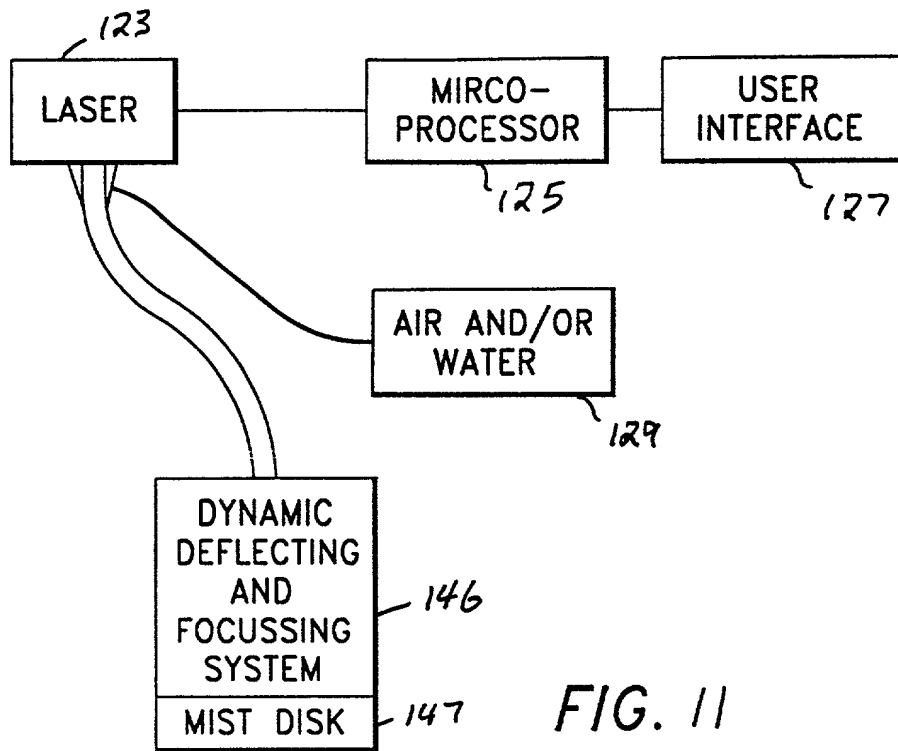 123
LASER
MIRCO-
PROCESSOR
125
USER
INTERFACE
127
AIR AND/OR
WATER
129
DYNAMIC
DEFLECTING
AND
FOCUSSING
SYSTEM
146
MIST DISK
147
FIG. 11